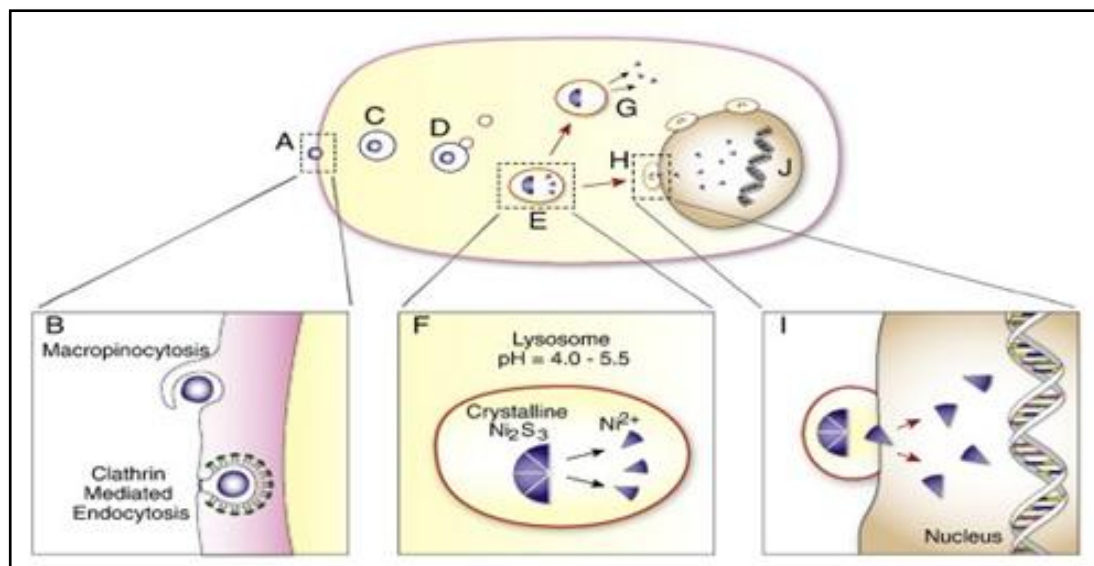 A
C
D
G
H
J
E
B
Macropinocytosis
Clathrin
Mediated
Endocytosis
F
Lysosome
pH = 4.0 - 5.5
Crystalline
Ni₂S₃
Ni²⁺
I
Nucleus